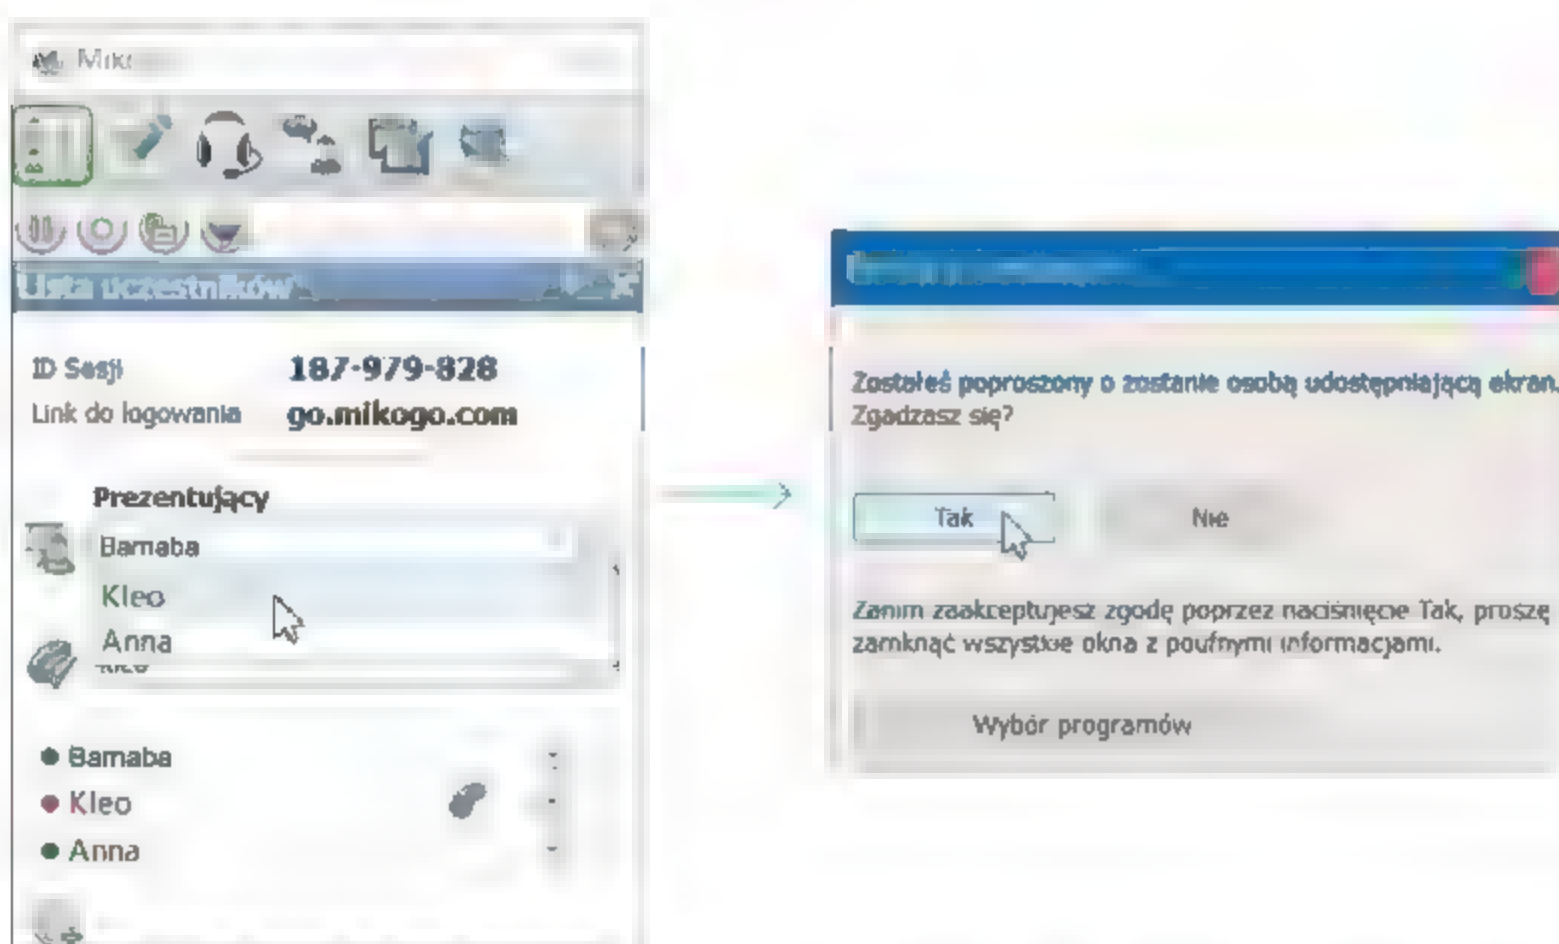 Lista uczestników
ID Sesji 187-979-828
Link do logowania go.mikogo.com
Prezentujący
Barnaba
Kleo
Anna
Barnaba
Kleo
Anna
Zostałeś poproszony o zostanie osobą udostępniającą ekran.
Zgadzasz się?
Tak Nie
Zanim zaakceptujesz zgodę poprzez naciśnięcie Tak, proszę
zamknąć wszystkie okna z poufnymi informacjami.
Wybór programów